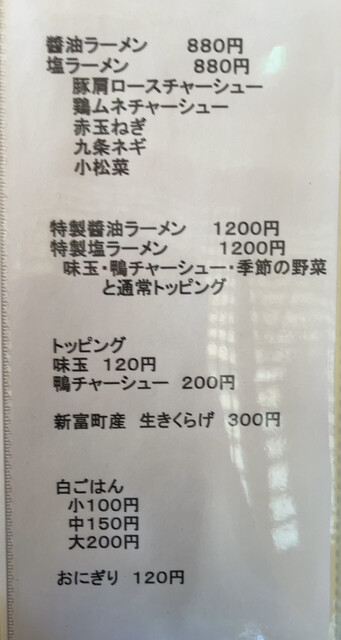 醬油ラーメン 880円
塩ラーメン 880円
豚肩ロースチャーシュー
鶏ムネチャーシュー
赤玉ねぎ
九条ネギ
小松菜
特製醬油ラーメン 1200円
特製塩ラーメン 1200円
味玉・鴨チャーシュー・季節の野菜
と通常トッピング
トッピング
味玉 120円
鴨チャーシュー 200円
新富町産 生きくらげ 300円
白ごはん
小100円
中150円
大200円
おにぎり 120円